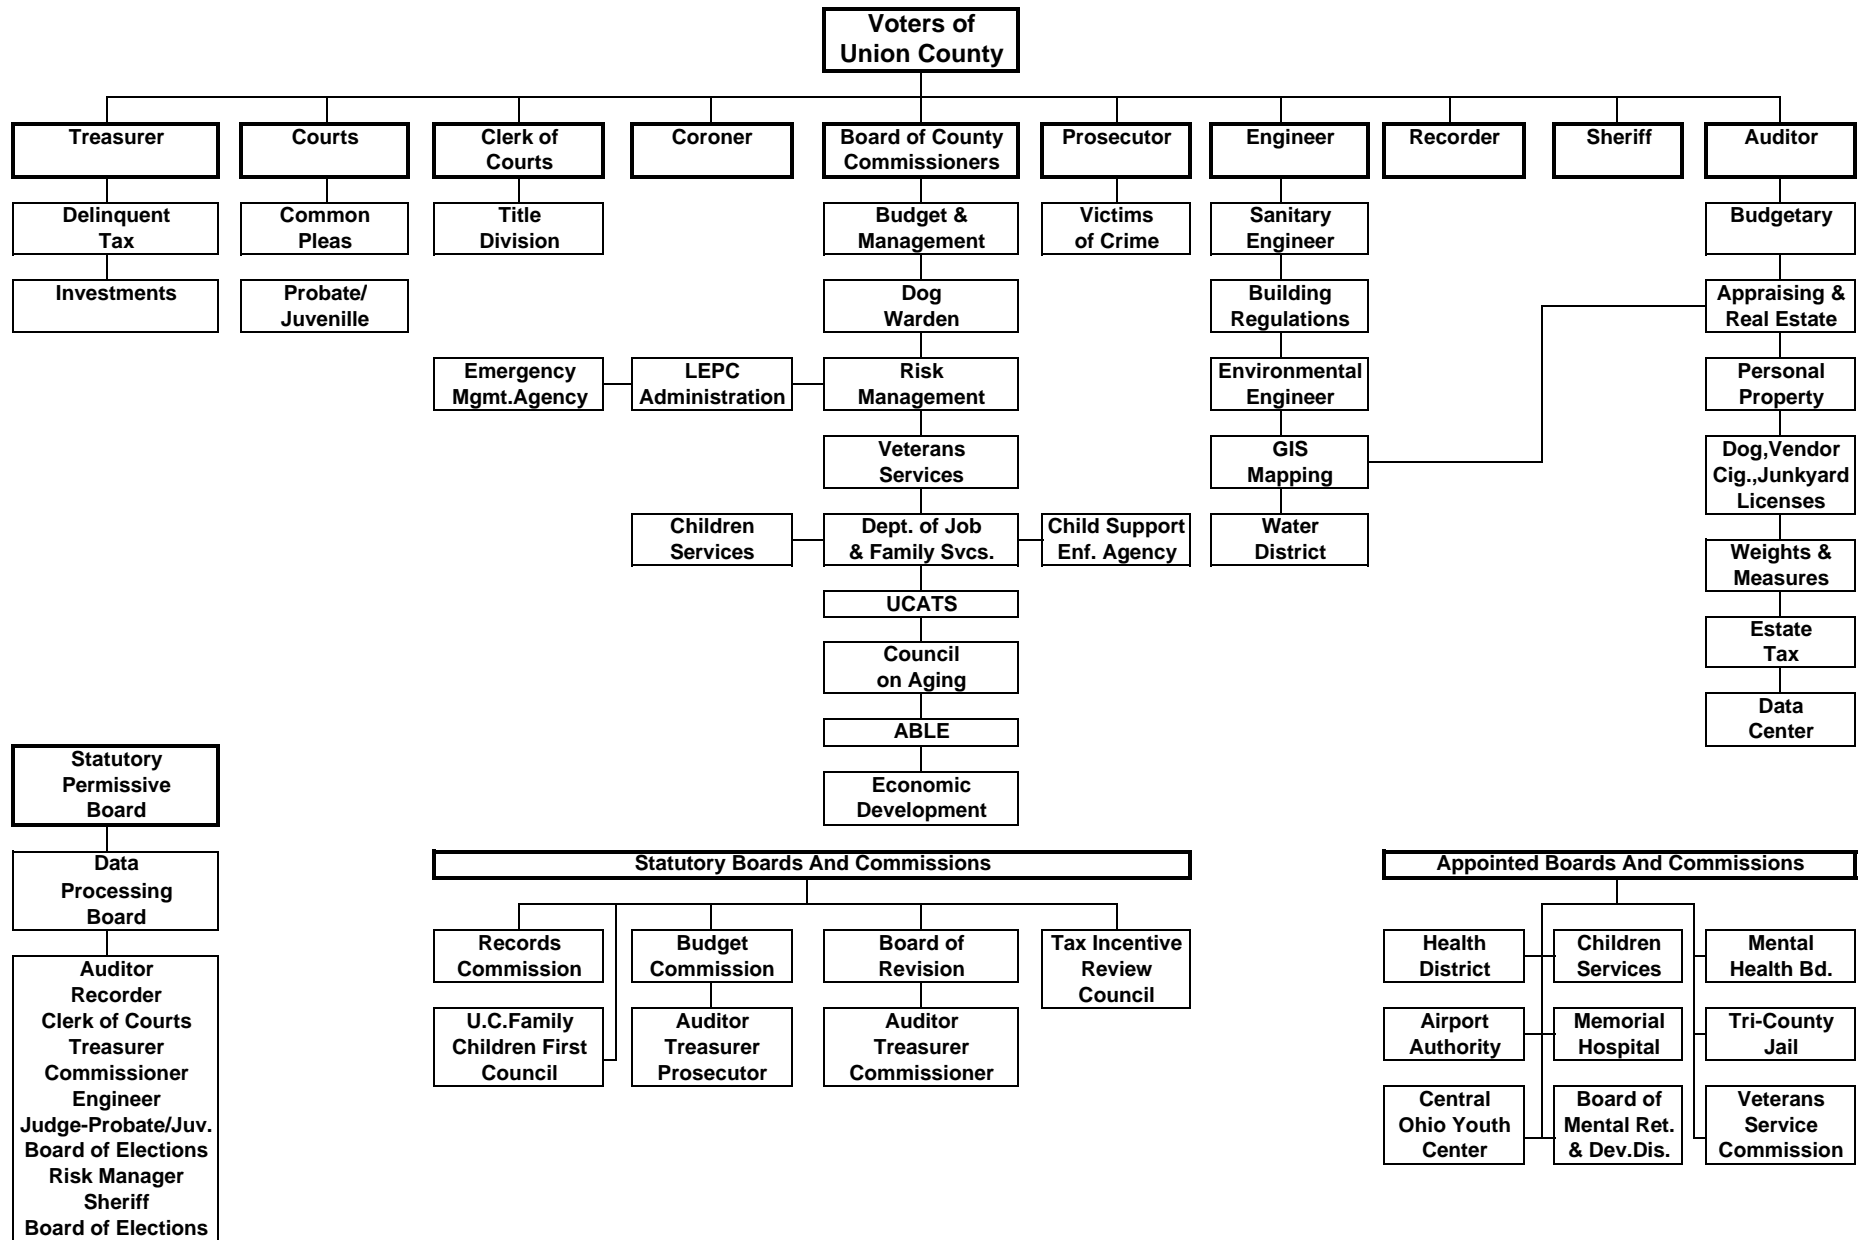 Voters of
Union County
Treasurer
Courts
Clerk of
Courts
Coroner
Board of County
Commissioners
Prosecutor
Engineer
Recorder
Sheriff
Auditor
Delinquent
Tax
Common
Pleas
Title
Division
Budget &
Management
Victims
of Crime
Sanitary
Engineer
Budgetary
Investments
Probate/
Juvenille
Dog
Warden
Building
Regulations
Appraising &
Real Estate
Emergency
Mgmt.Agency
LEPC
Administration
Risk
Management
Environmental
Engineer
Personal
Property
Veterans
Services
GIS
Mapping
Dog,Vendor
Cig.,Junkyard
Licenses
Children
Services
Dept. of Job
& Family Svcs.
Child Support
Enf. Agency
Water
District
Weights &
Measures
UCATS
Estate
Tax
Council
on Aging
Data
Center
ABLE
Economic
Development
Statutory
Permissive
Board
Data
Processing
Board
Auditor
Recorder
Clerk of Courts
Treasurer
Commissioner
Engineer
Judge-Probate/Juv.
Board of Elections
Risk Manager
Sheriff
Board of Elections
Statutory Boards And Commissions
Records
Commission
Budget
Commission
Board of
Revision
Tax Incentive
Review
Council
U.C.Family
Children First
Council
Auditor
Treasurer
Prosecutor
Auditor
Treasurer
Commissioner
Appointed Boards And Commissions
Health
District
Children
Services
Mental
Health Bd.
Airport
Authority
Memorial
Hospital
Tri-County
Jail
Central
Ohio Youth
Center
Board of
Mental Ret.
& Dev.Dis.
Veterans
Service
Commission